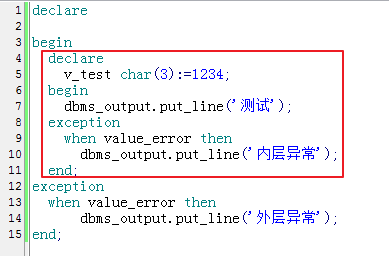 1 declare
2
3 begin
4 declare
5 v_test char(3):=1234;
6 begin
7 dbms_output.put_line('测试');
8 exception
9 when value_error then
10 dbms_output.put_line('内层异常');
11 end;
12 exception
13 when value_error then
14 dbms_output.put_line('外层异常');
15 end;